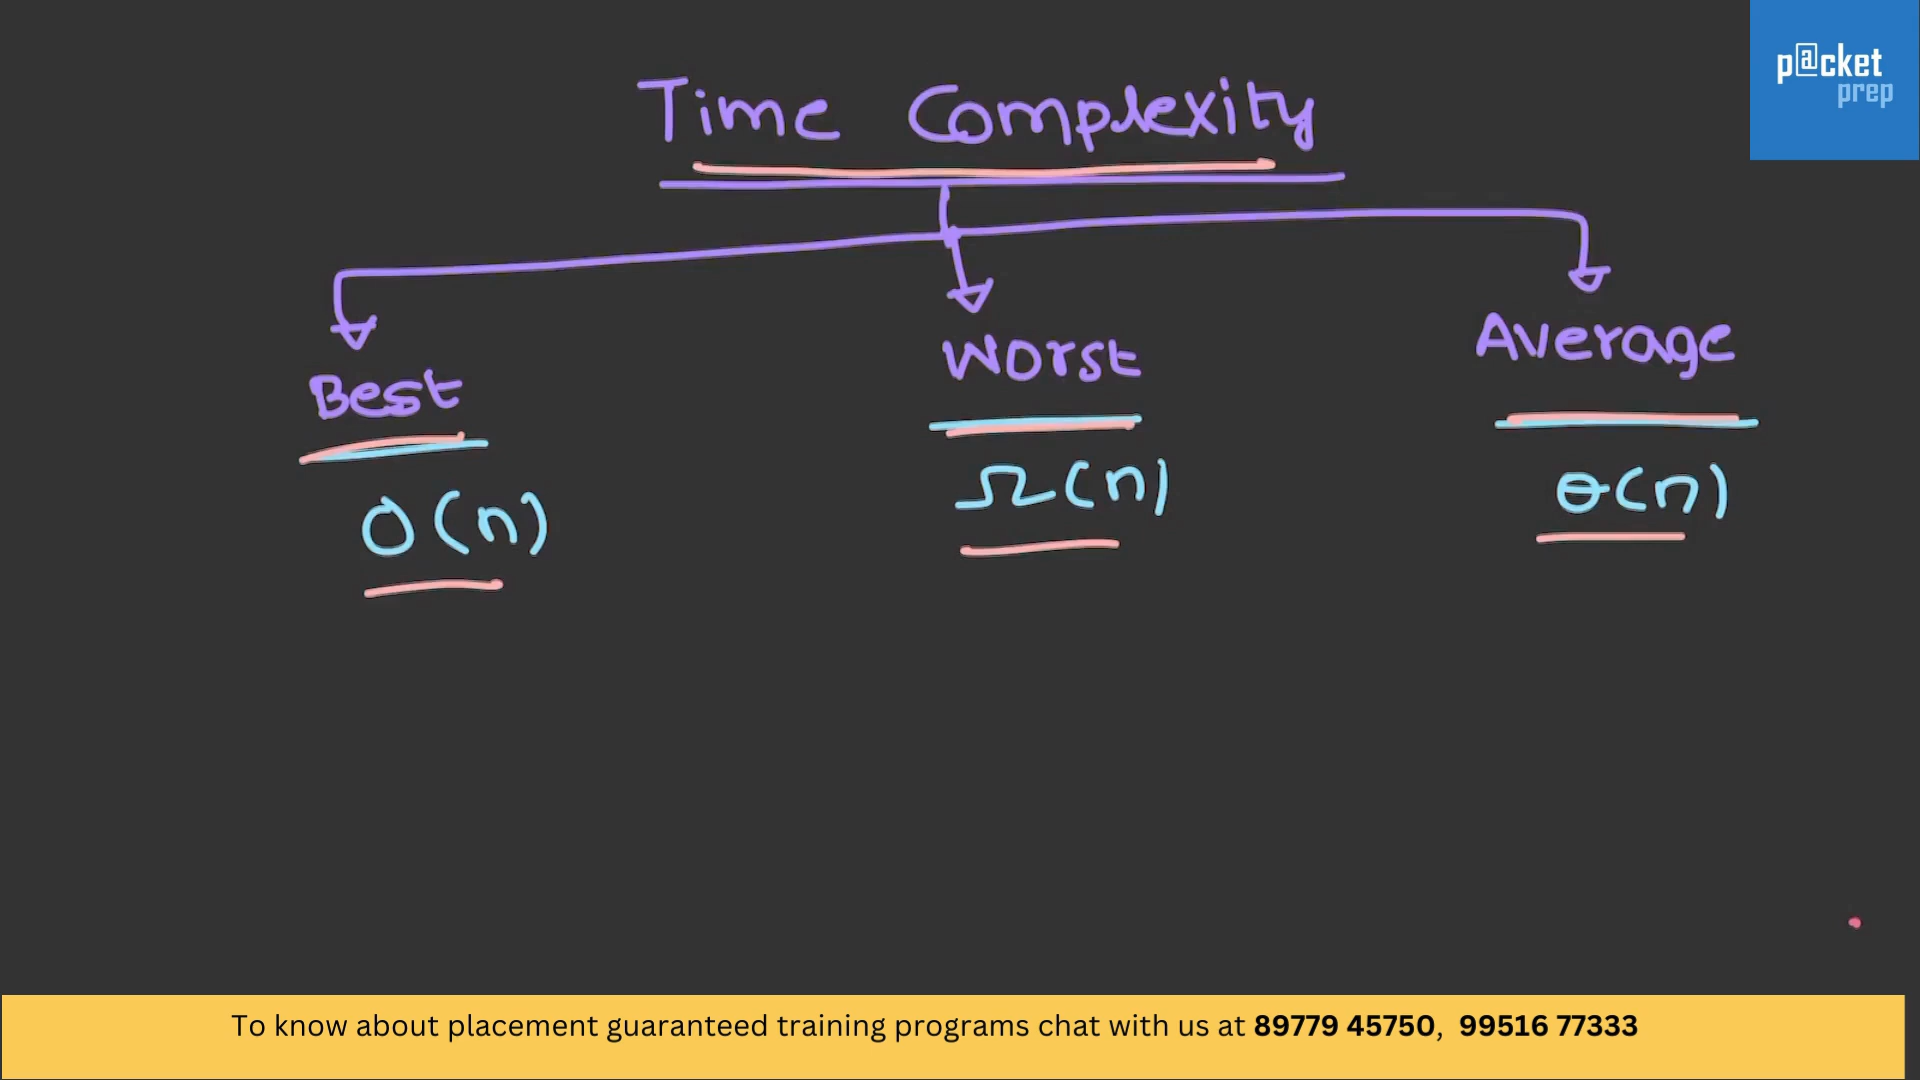 p@cket
prep
Time Complexity
Best
Worst
Average
O(n)
Ω(n)
θ(n)
To know about placement guaranteed training programs chat with us at 89779 45750, 99516 77333